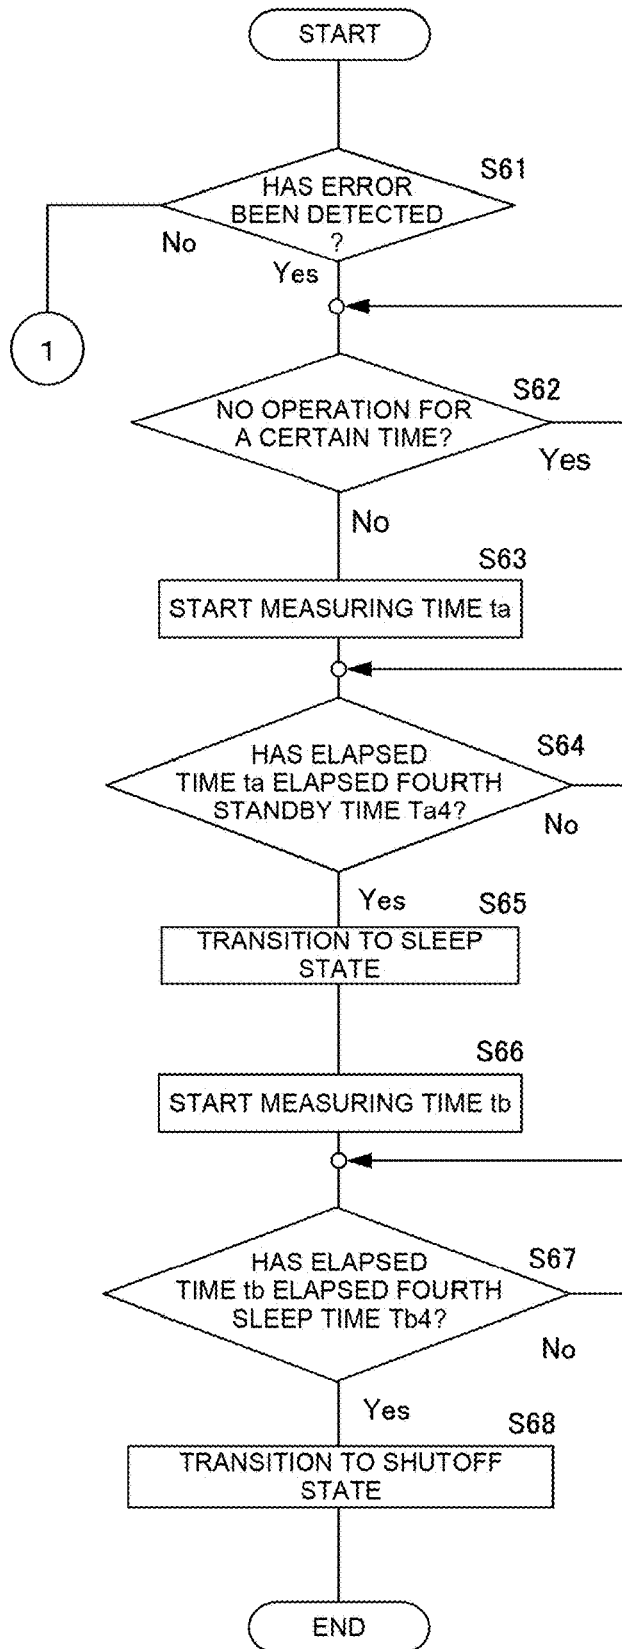 START
S61
HAS ERROR
BEEN DETECTED
?
No
Yes
1
S62
NO OPERATION FOR
A CERTAIN TIME?
Yes
No
S63
START MEASURING TIME ta
S64
HAS ELAPSED
TIME ta ELAPSED FOURTH
STANDBY TIME Ta4?
No
Yes
S65
TRANSITION TO SLEEP
STATE
S66
START MEASURING TIME tb
S67
HAS ELAPSED
TIME tb ELAPSED FOURTH
SLEEP TIME Tb4?
No
Yes
S68
TRANSITION TO SHUTOFF
STATE
END